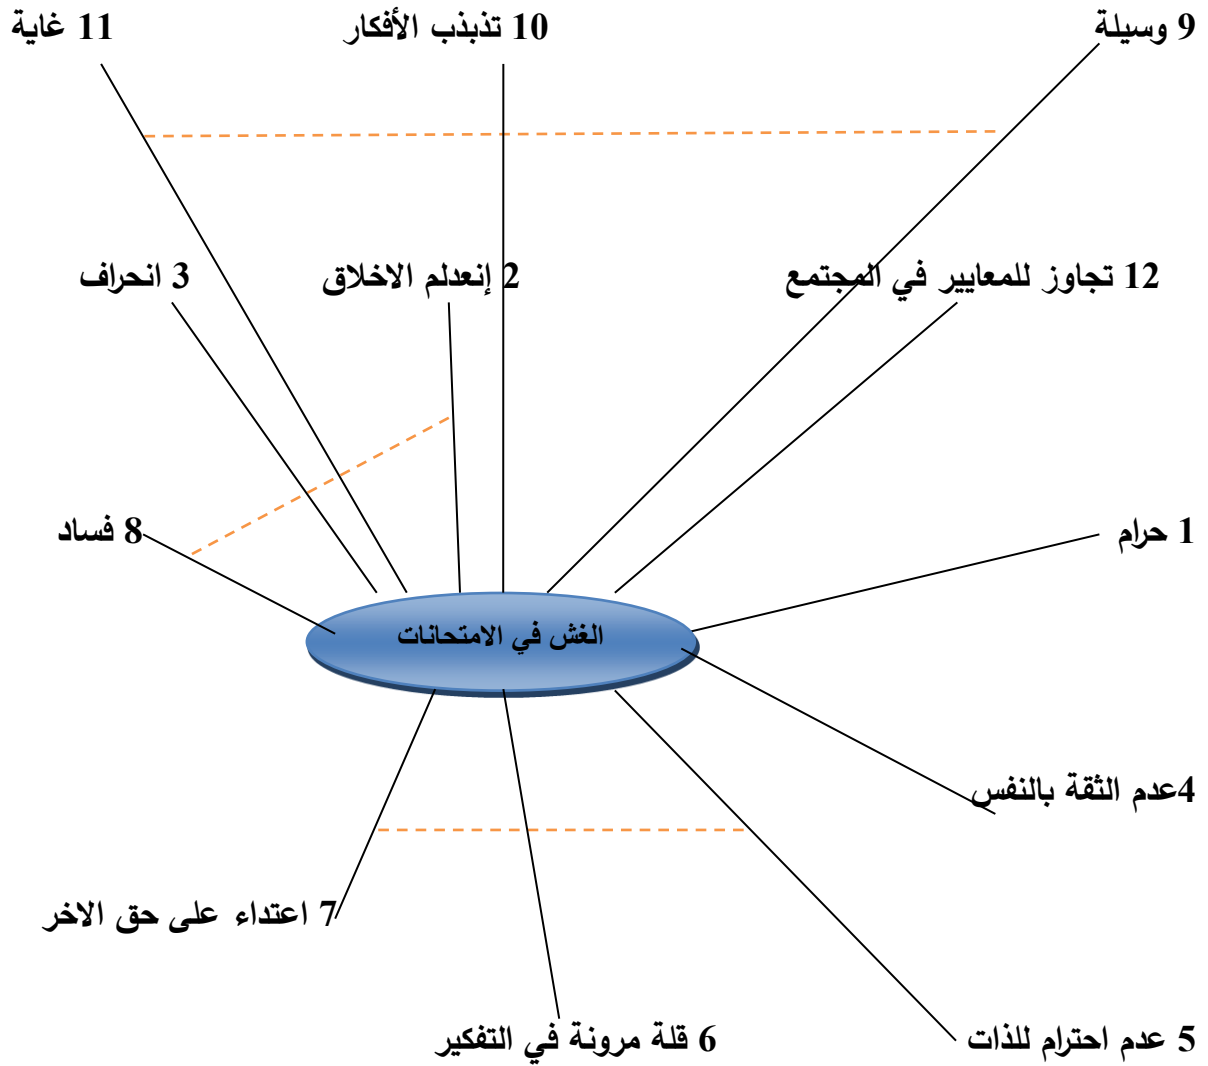 9 وسيلة
10 تذبذب الأفكار
11 غاية
12 تجاوز للمعايير في المجتمع
2 إنعدلم الاخلاق
3 انحراف
1 حرام
8 فساد
الغش في الامتحانات
4عدم الثقة بالنفس
7 اعتداء على حق الاخر
5 عدم احترام للذات
6 قلة مرونة في التفكير